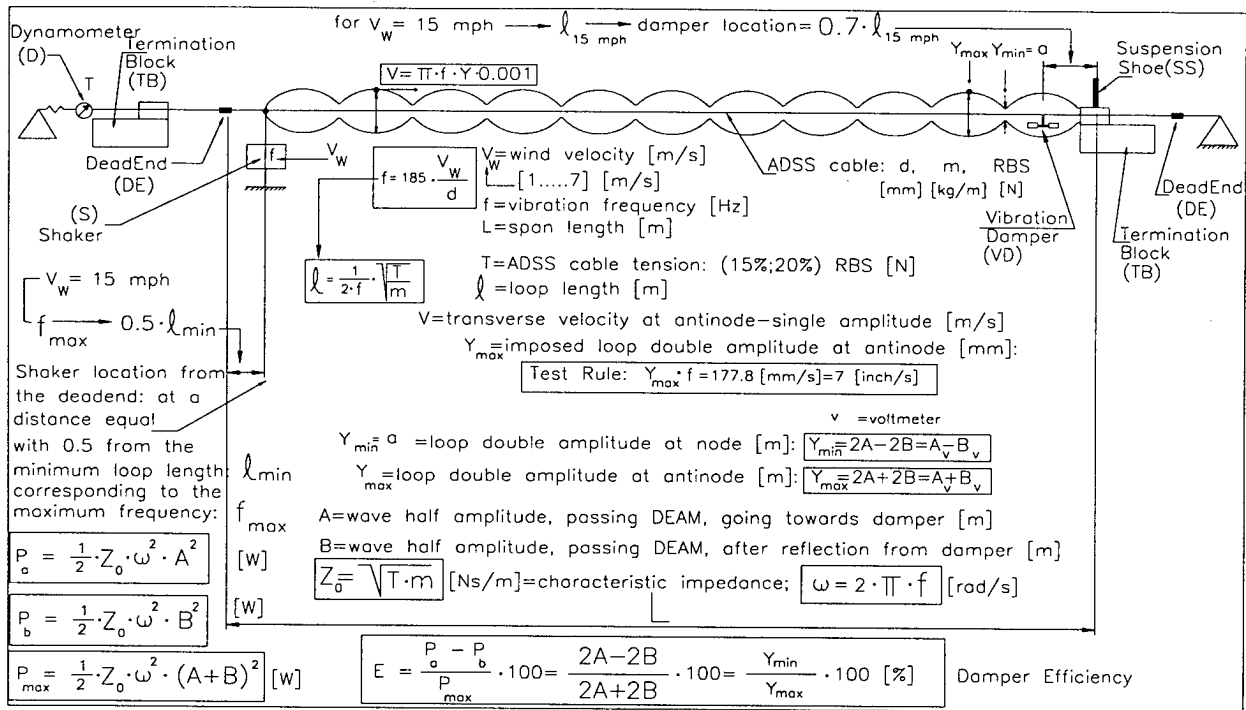 for V_W = 15 mph → ℓ_15 mph → damper location = 0.7 · ℓ_15 mph
Dynamometer
(D)
T
Termination
Block
(TB)
V = π · f · Y · 0.001
Y_max Y_min = a
Suspension
Shoe(SS)
DeadEnd
(DE)
f
V_W
(S)
Shaker
f = 185 · V_W / d
V_W = wind velocity [m/s]
[1.....7] [m/s]
f = vibration frequency [Hz]
L = span length [m]
ADSS cable: d, m, RBS
[mm] [kg/m] [N]
Vibration
Damper
(VD)
DeadEnd
(DE)
Termination
Block
(TB)
V_W = 15 mph
f_max → 0.5 · ℓ_min
ℓ = 1 / 2·f · √T/m
T = ADSS cable tension: (15%;20%) RBS [N]
ℓ = loop length [m]
V = transverse velocity at antinode-single amplitude [m/s]
Y_max = imposed loop double amplitude at antinode [mm]:
Test Rule: Y_max · f = 177.8 [mm/s] = 7 [inch/s]
Shaker location from
the deadend: at a
distance equal
with 0.5 from the
minimum loop length ℓ_min
corresponding to the
maximum frequency: f_max
v = voltmeter
Y_min = a = loop double amplitude at node [m]: Y_min = 2A-2B = A_v - B_v
Y_max = loop double amplitude at antinode [m]: Y_max = 2A+2B = A_v + B_v
A = wave half amplitude, passing DEAM, going towards damper [m]
B = wave half amplitude, passing DEAM, after reflection from damper [m]
Z_0 = √T·m [Ns/m] = characteristic impedance; ω = 2 · π · f [rad/s]
P_a = 1/2 · Z_0 · ω² · A² [W]
P_b = 1/2 · Z_0 · ω² · B² [W]
P_max = 1/2 · Z_0 · ω² · (A+B)² [W]
E = P_a - P_b / P_max · 100 = 2A-2B / 2A+2B · 100 = Y_min / Y_max · 100 [%] Damper Efficiency